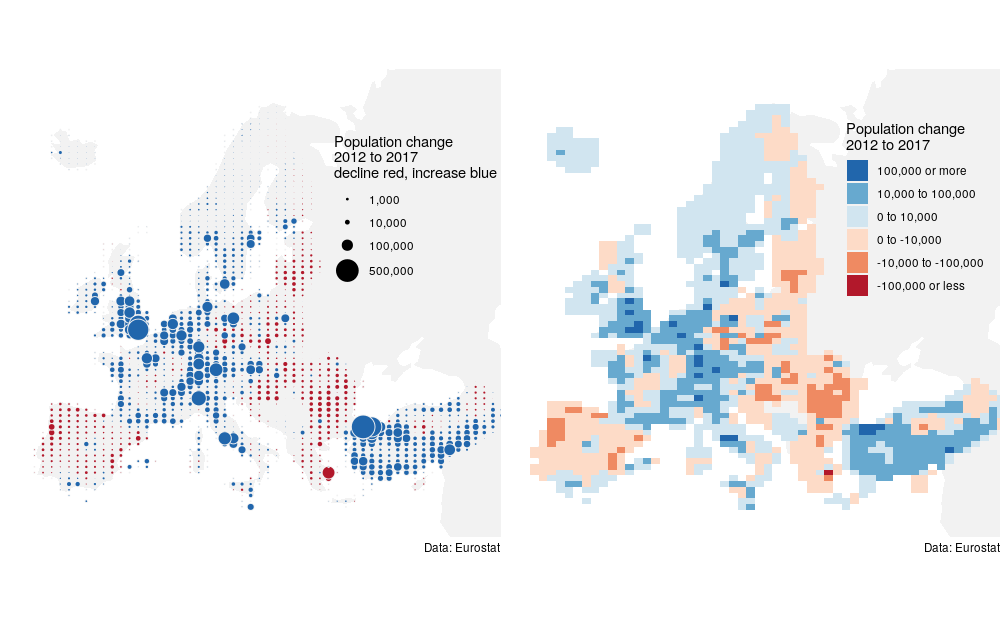 Population change
2012 to 2017
decline red, increase blue
1,000
10,000
100,000
500,000
Data: Eurostat
Population change
2012 to 2017
100,000 or more
10,000 to 100,000
0 to 10,000
0 to -10,000
-10,000 to -100,000
-100,000 or less
Data: Eurostat